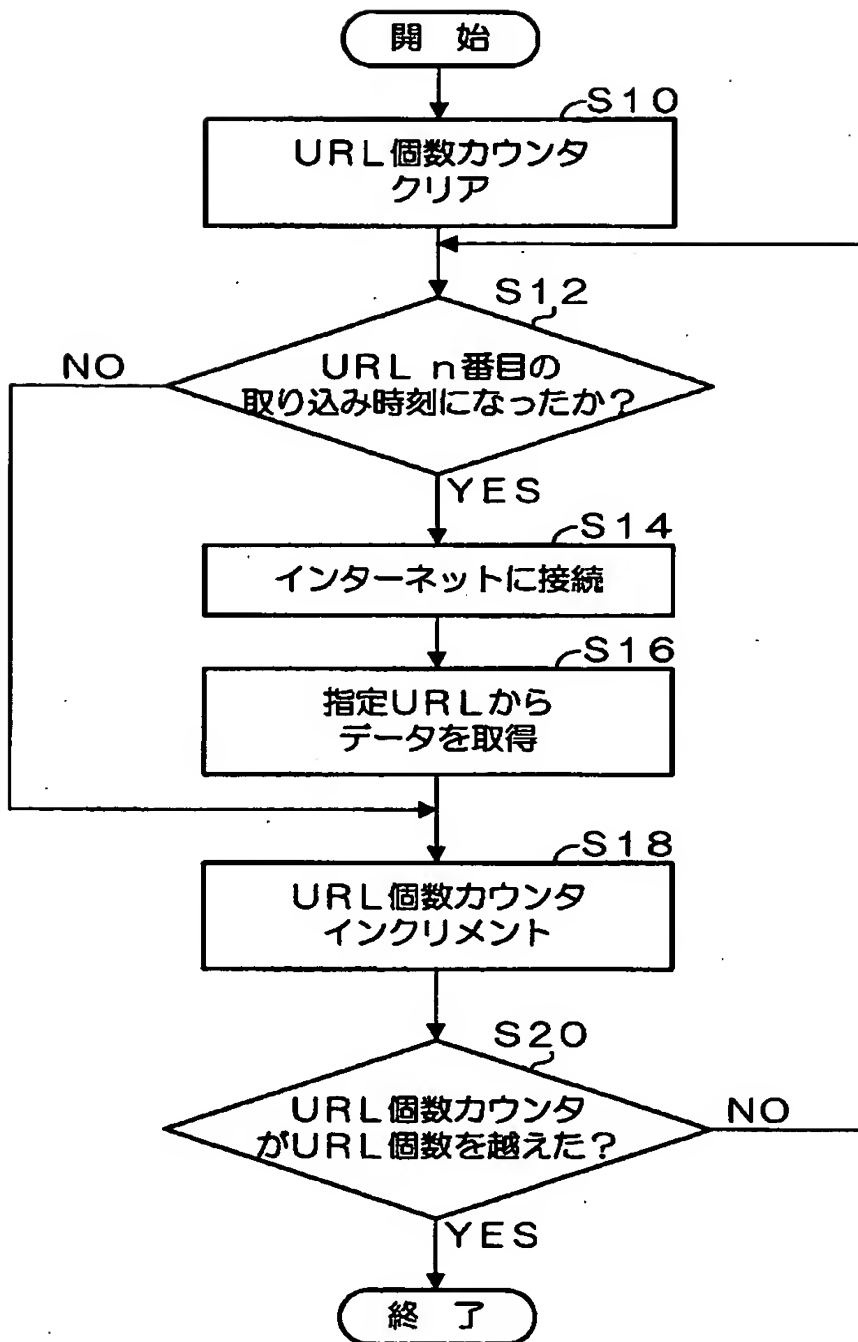 開 始
S10
URL個数カウンタ
クリア
S12
NO
URL n番目の
取り込み時刻になったか?
YES
S14
インターネットに接続
S16
指定URLから
データを取得
S18
URL個数カウンタ
インクリメント
S20
URL個数カウンタ
がURL個数を越えた?
NO
YES
終 了